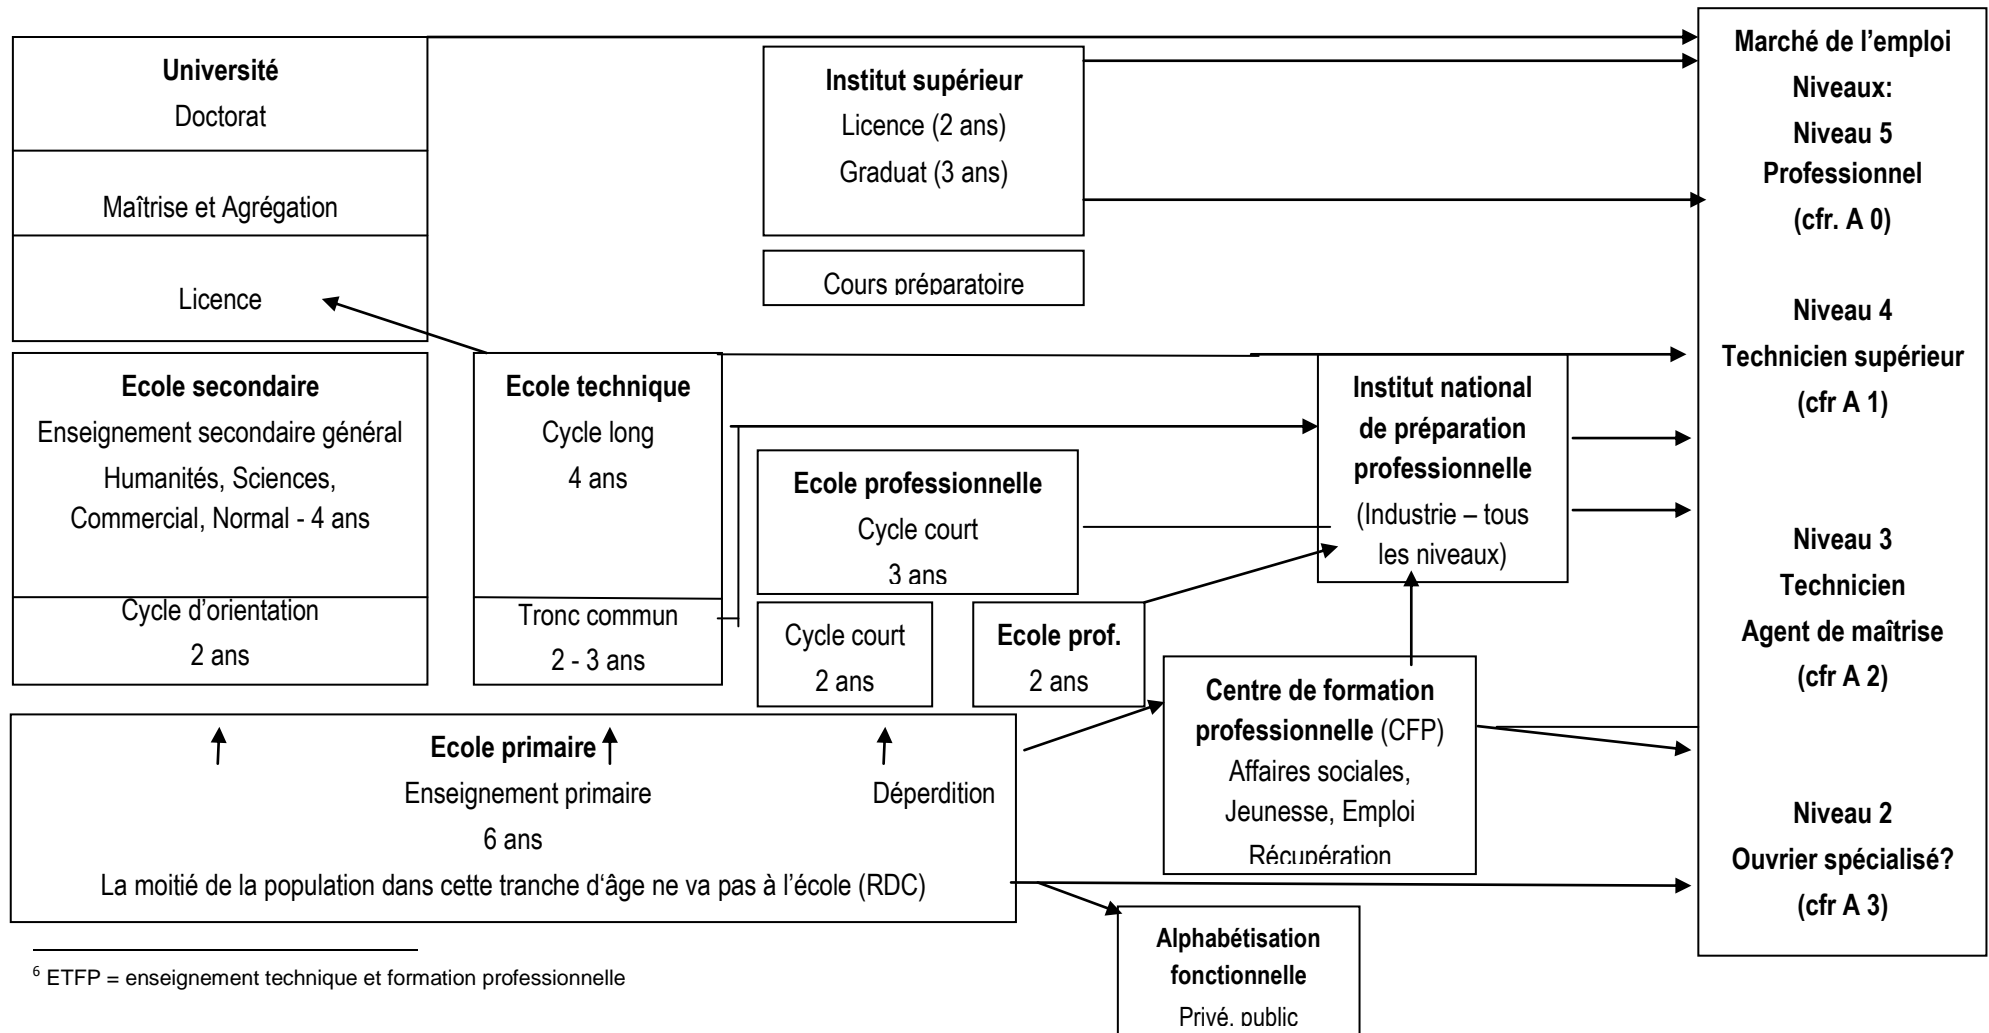 Université
Doctorat
Maîtrise et Agrégation
Licence
Institut supérieur
Licence (2 ans)
Graduat (3 ans)
Cours préparatoire
Marché de l’emploi
Niveaux:
Niveau 5
Professionnel
(cfr. A 0)
Niveau 4
Technicien supérieur
(cfr A 1)
Niveau 3
Technicien
Agent de maîtrise
(cfr A 2)
Niveau 2
Ouvrier spécialisé?
(cfr A 3)
Ecole secondaire
Enseignement secondaire général
Humanités, Sciences,
Commercial, Normal - 4 ans
Cycle d’orientation
2 ans
Ecole technique
Cycle long
4 ans
Tronc commun
2 - 3 ans
Ecole professionnelle
Cycle court
3 ans
Cycle court
2 ans
Ecole prof.
2 ans
Institut national
de préparation
professionnelle
(Industrie – tous
les niveaux)
Centre de formation
professionnelle (CFP)
Affaires sociales,
Jeunesse, Emploi
Récupération
Ecole primaire
Enseignement primaire
Déperdition
6 ans
La moitié de la population dans cette tranche d‘âge ne va pas à l’école (RDC)
Alphabétisation
fonctionnelle
Privé, public
6 ETFP = enseignement technique et formation professionnelle